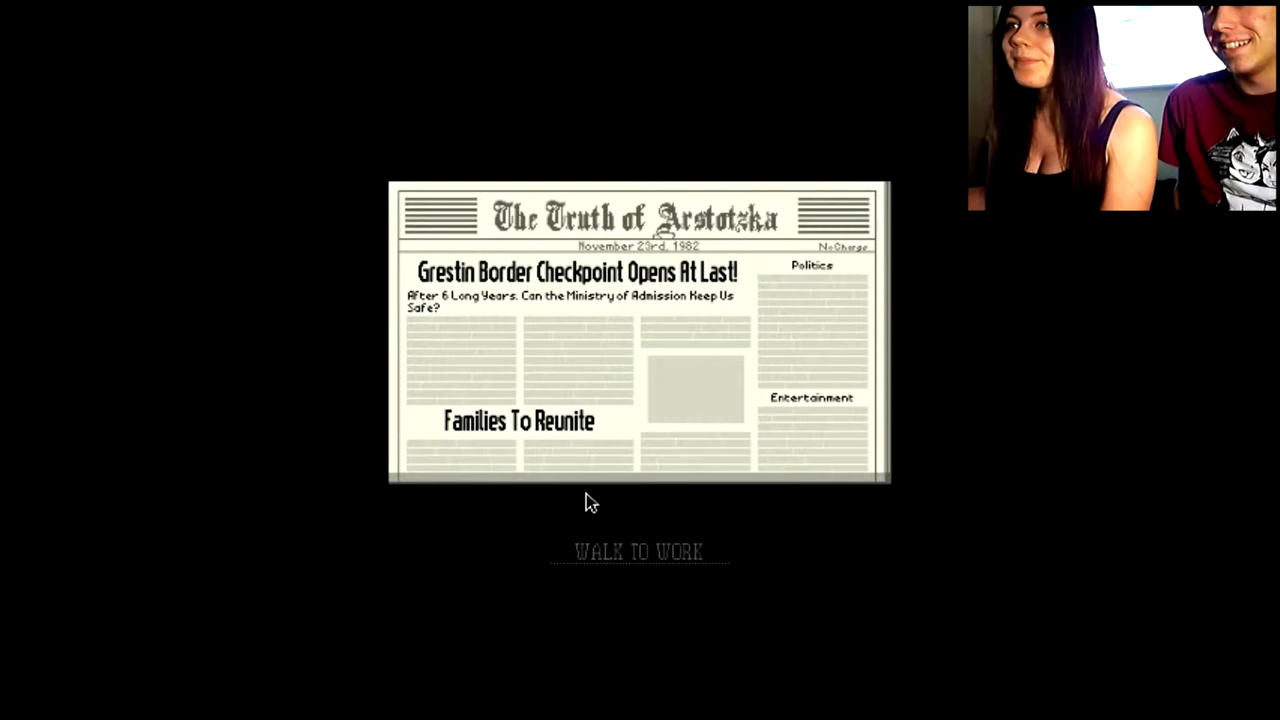 The Truth of Arstotzka
November 23rd, 1982
No Charge
Grestin Border Checkpoint Opens At Last!
After 6 Long Years. Can the Ministry of Admission Keep Us
Safe?
Families To Reunite
Politics
Entertainment
WALK TO WORK